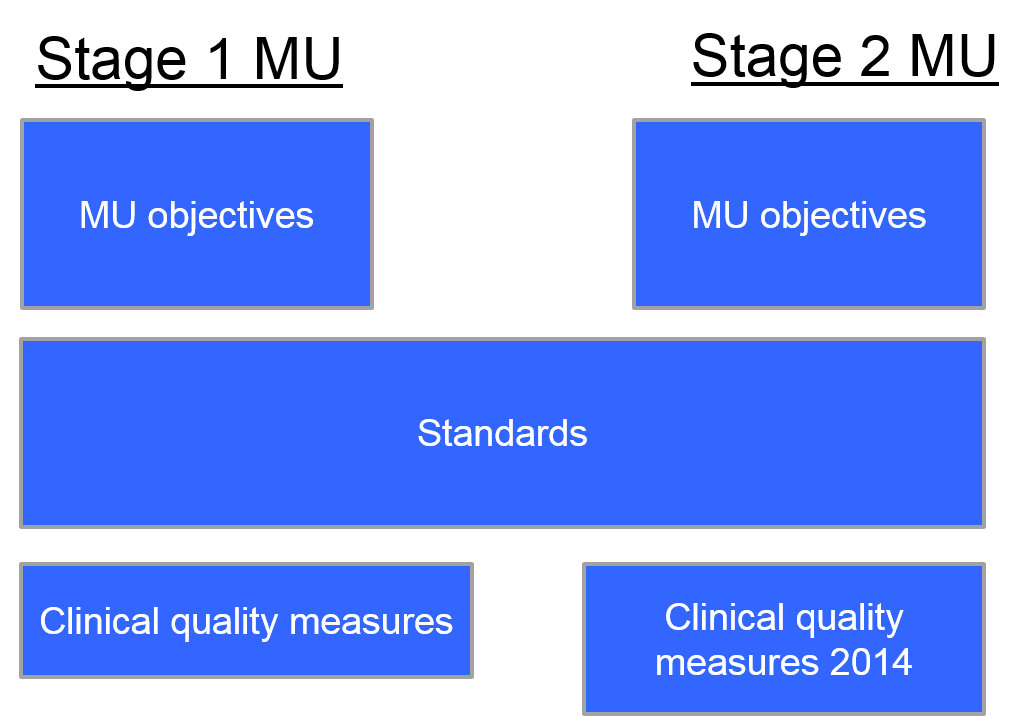 Stage 1 MU
Stage 2 MU
MU objectives
MU objectives
Standards
Clinical quality measures
Clinical quality
measures 2014